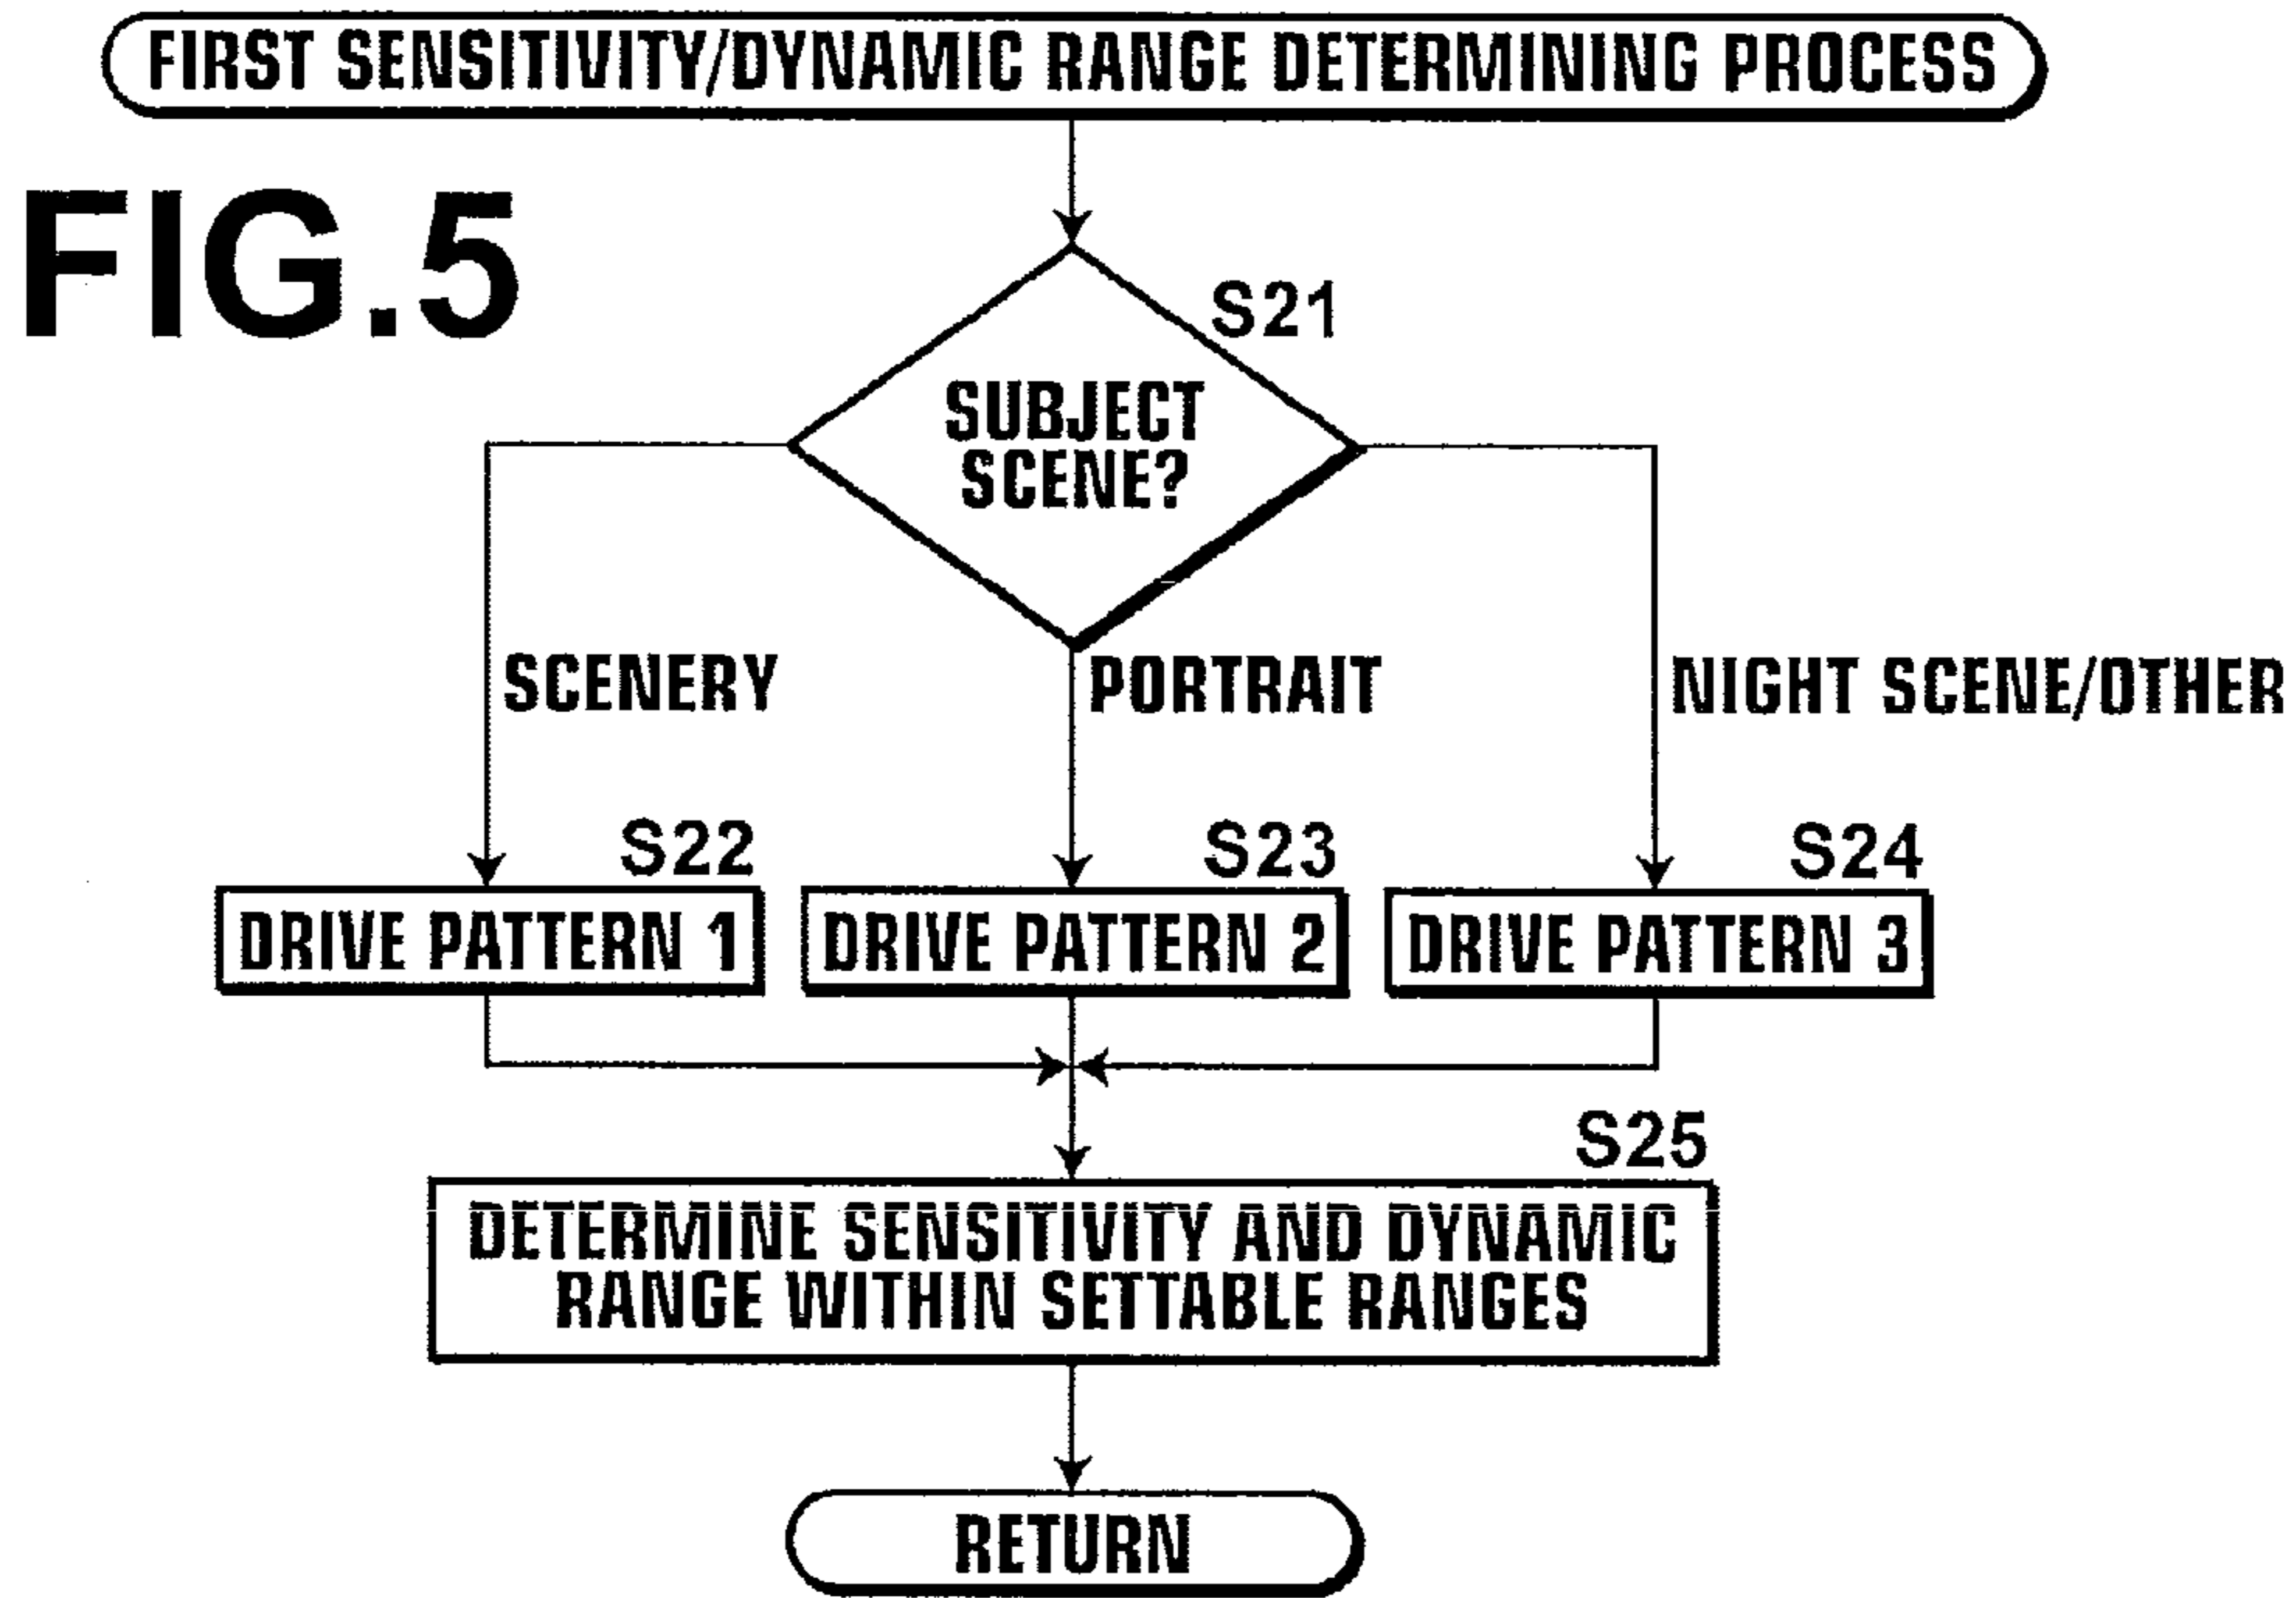 FIRST SENSITIVITY/DYNAMIC RANGE DETERMINING PROCESS
FIG.5
S21
SUBJECT
SCENE?
SCENERY
PORTRAIT
NIGHT SCENE/OTHER
S22
S23
S24
DRIVE PATTERN 1
DRIVE PATTERN 2
DRIVE PATTERN 3
S25
DETERMINE SENSITIVITY AND DYNAMIC
RANGE WITHIN SETTABLE RANGES
RETURN